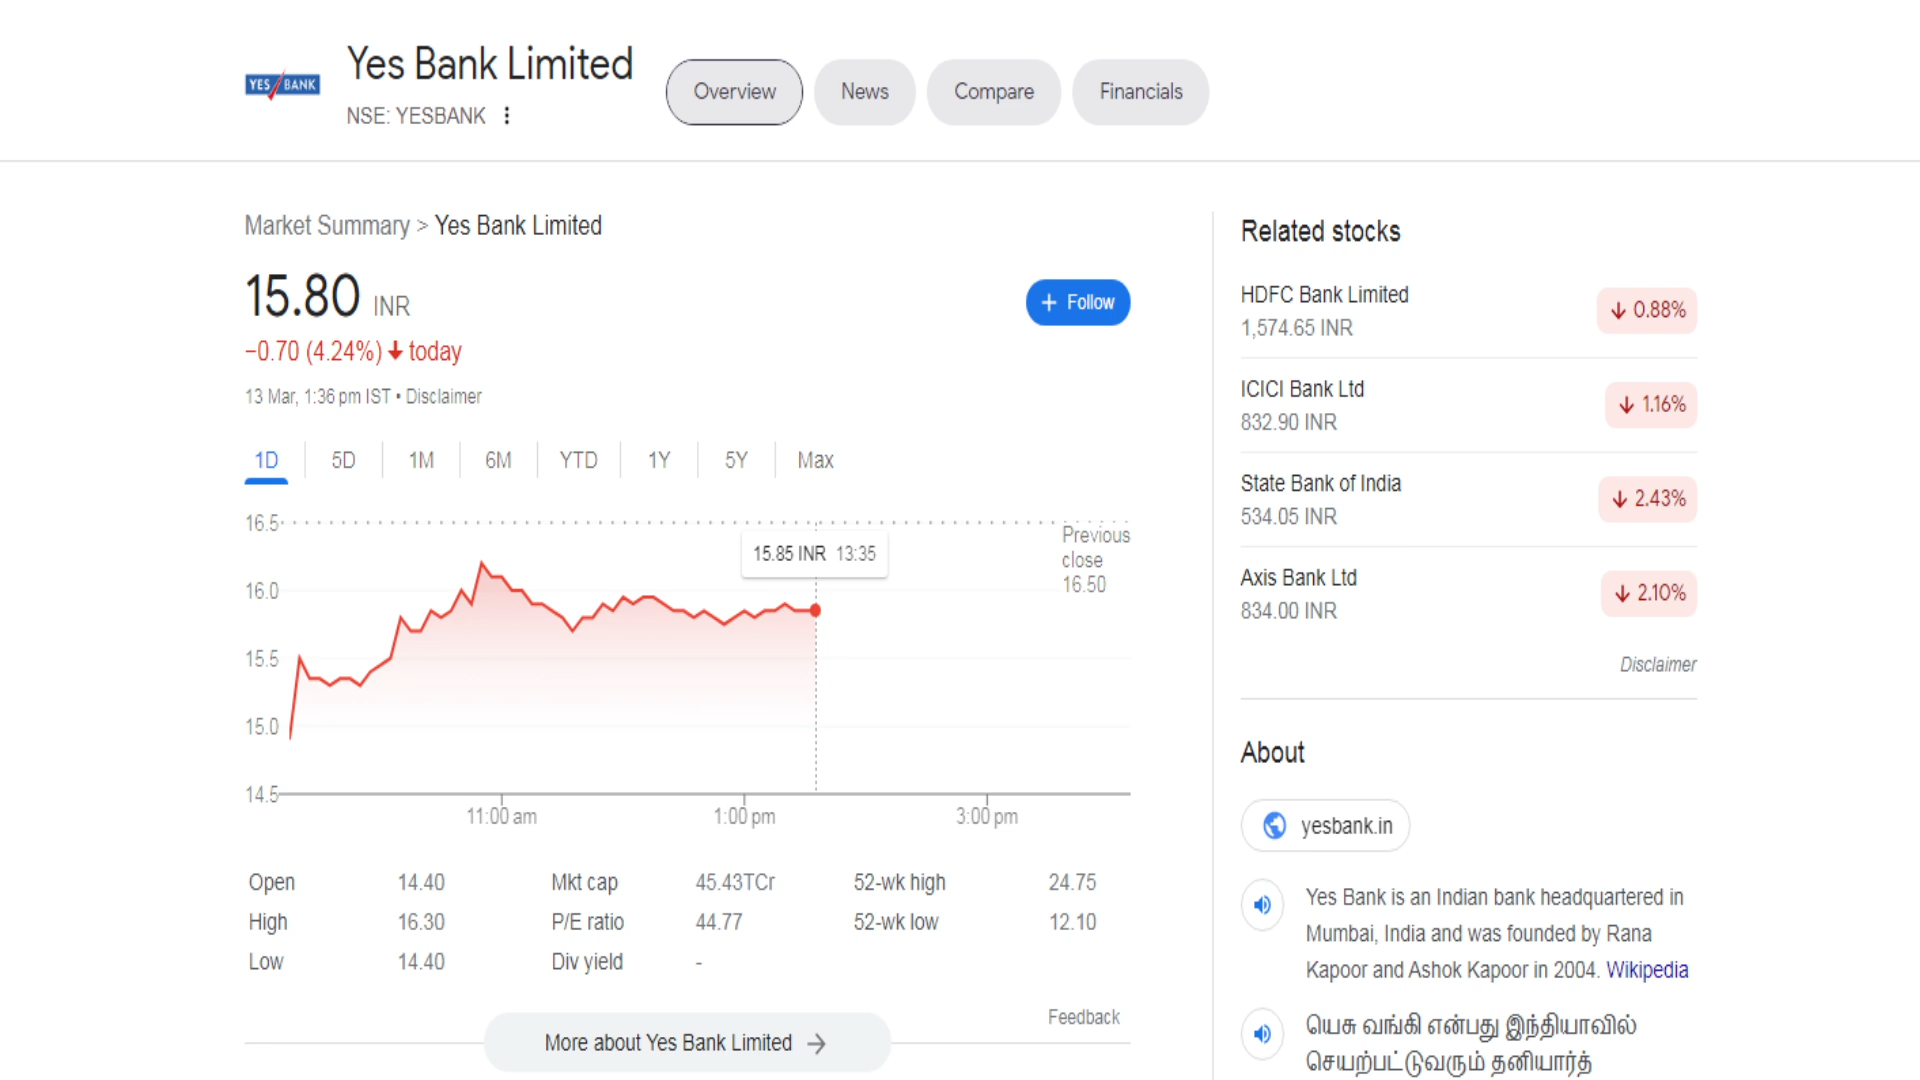 YES BANK
Yes Bank Limited
NSE: YESBANK
Overview
News
Compare
Financials
Market Summary > Yes Bank Limited
15.80 INR
+ Follow
−0.70 (4.24%) ↓ today
13 Mar, 1:36 pm IST • Disclaimer
1D 5D 1M 6M YTD 1Y 5Y Max
16.5
16.0
15.5
15.0
14.5
15.85 INR 13:35
Previous
close
16.50
11:00 am 1:00 pm 3:00 pm
Open 14.40 Mkt cap 45.43TCr 52-wk high 24.75
High 16.30 P/E ratio 44.77 52-wk low 12.10
Low 14.40 Div yield -
Feedback
More about Yes Bank Limited →
Related stocks
HDFC Bank Limited
1,574.65 INR
↓ 0.88%
ICICI Bank Ltd
832.90 INR
↓ 1.16%
State Bank of India
534.05 INR
↓ 2.43%
Axis Bank Ltd
834.00 INR
↓ 2.10%
Disclaimer
About
yesbank.in
Yes Bank is an Indian bank headquartered in
Mumbai, India and was founded by Rana
Kapoor and Ashok Kapoor in 2004. Wikipedia
யெசு வங்கி என்பது இந்தியாவில்
செயற்பட்டுவரும் தனியார்த்